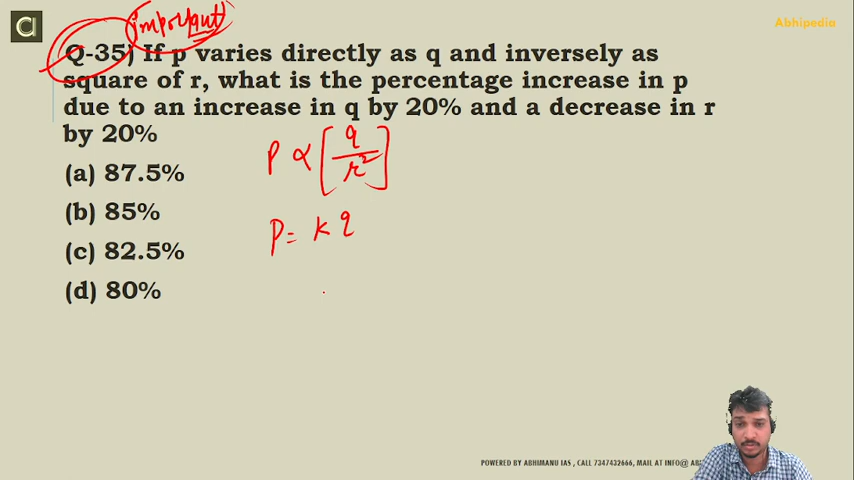 important
Abhipedia
Q-35) If p varies directly as q and inversely as
square of r, what is the percentage increase in p
due to an increase in q by 20% and a decrease in r
by 20%
(a) 87.5%
(b) 85%
(c) 82.5%
(d) 80%
P ∝ [q/r²]
P = k q
POWERED BY ABHIMANU IAS , CALL 7347432666, MAIL AT INFO@ AB